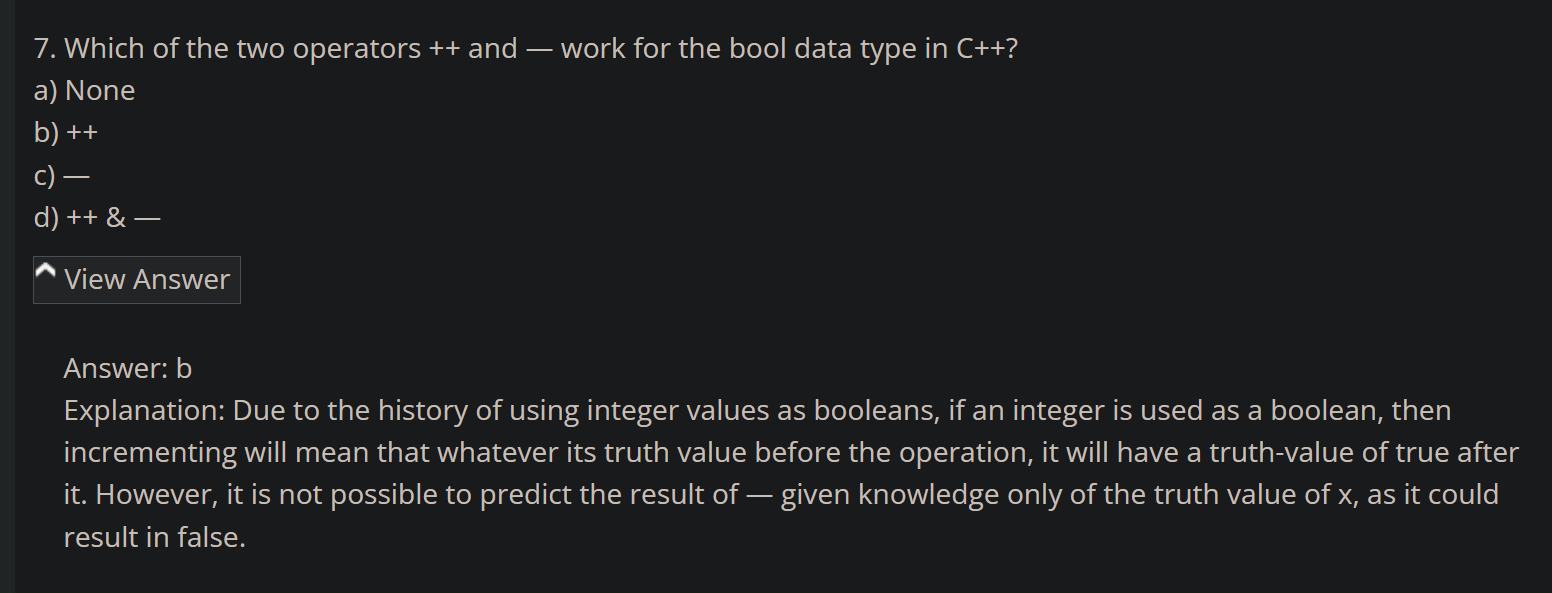 7. Which of the two operators ++ and — work for the bool data type in C++?
a) None
b) ++
c) —
d) ++ & —
View Answer
Answer: b
Explanation: Due to the history of using integer values as booleans, if an integer is used as a boolean, then
incrementing will mean that whatever its truth value before the operation, it will have a truth-value of true after
it. However, it is not possible to predict the result of — given knowledge only of the truth value of x, as it could
result in false.